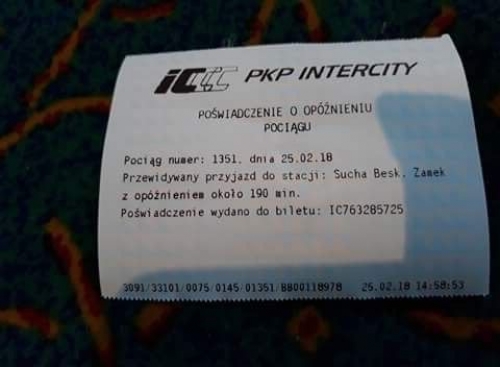 iC PKP INTERCITY
POŚWIADCZENIE O OPÓŹNIENIU
POCIĄGU
Pociąg numer: 1351, dnia 25.02.18
Przewidywany przyjazd do stacji: Sucha Besk. Zamek
z opóźnieniem około 190 min.
Poświadczenie wydano do biletu: IC763285725
3091/33101/0075/0145/01351/BB00118978 25.02.18 14:58:53